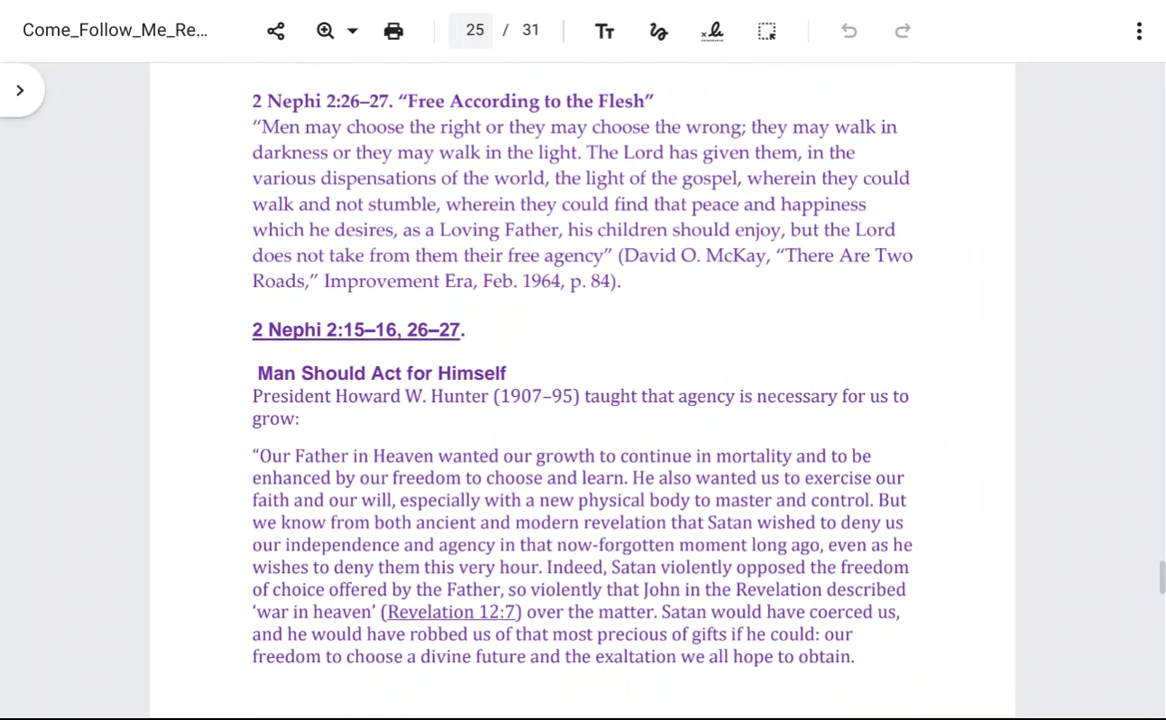 Come_Follow_Me_Re...
25 / 31
2 Nephi 2:26–27. “Free According to the Flesh”
“Men may choose the right or they may choose the wrong; they may walk in
darkness or they may walk in the light. The Lord has given them, in the
various dispensations of the world, the light of the gospel, wherein they could
walk and not stumble, wherein they could find that peace and happiness
which he desires, as a Loving Father, his children should enjoy, but the Lord
does not take from them their free agency” (David O. McKay, “There Are Two
Roads,” Improvement Era, Feb. 1964, p. 84).
2 Nephi 2:15–16, 26–27.
Man Should Act for Himself
President Howard W. Hunter (1907–95) taught that agency is necessary for us to
grow:
“Our Father in Heaven wanted our growth to continue in mortality and to be
enhanced by our freedom to choose and learn. He also wanted us to exercise our
faith and our will, especially with a new physical body to master and control. But
we know from both ancient and modern revelation that Satan wished to deny us
our independence and agency in that now-forgotten moment long ago, even as he
wishes to deny them this very hour. Indeed, Satan violently opposed the freedom
of choice offered by the Father, so violently that John in the Revelation described
‘war in heaven’ (Revelation 12:7) over the matter. Satan would have coerced us,
and he would have robbed us of that most precious of gifts if he could: our
freedom to choose a divine future and the exaltation we all hope to obtain.